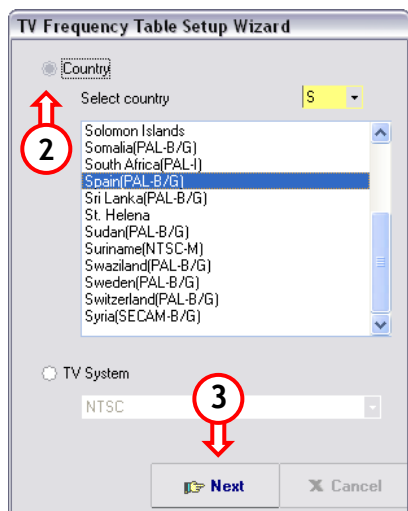 TV Frequency Table Setup Wizard
Country
Select country S
2
Solomon Islands
Somalia(PAL-B/G)
South Africa(PAL-I)
Spain(PAL-B/G)
Sri Lanka(PAL-B/G)
St. Helena
Sudan(PAL-B/G)
Suriname(NTSC-M)
Swaziland(PAL-B/G)
Sweden(PAL-B/G)
Switzerland(PAL-B/G)
Syria(SECAM-B/G)
TV System
NTSC
3
Next X Cancel